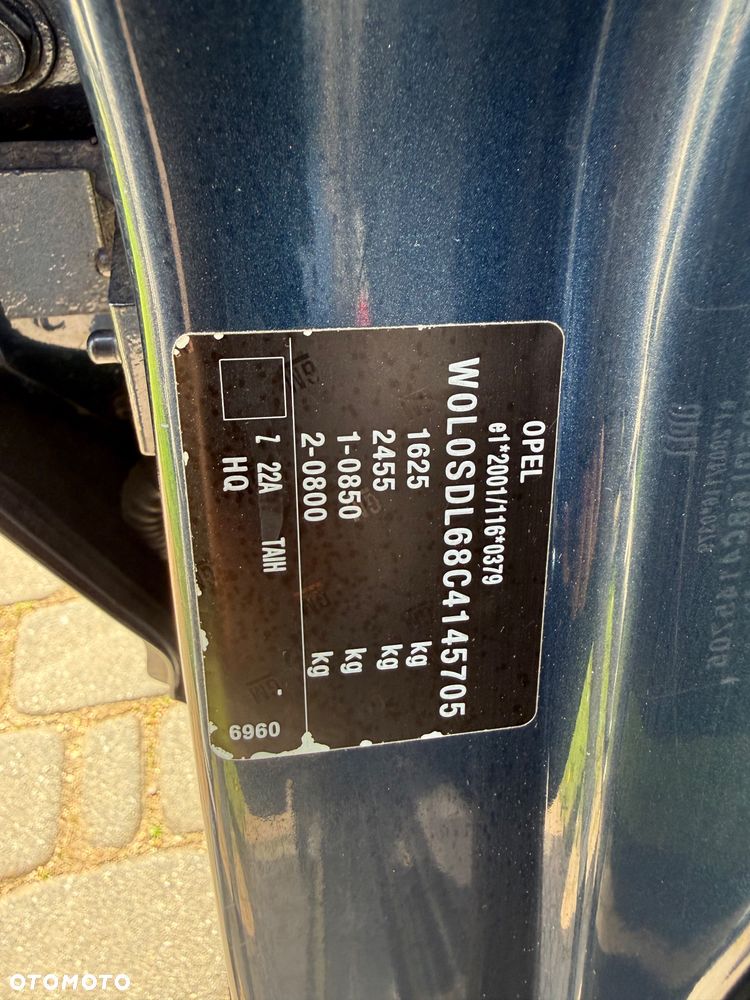 OPEL
e1*2001/116*0379
W0L0SDL68C4145705
1625 kg
2455 kg
1-0850 kg
2-0800 kg
Z 22A TAIH
HQ
6960
OTOMOTO